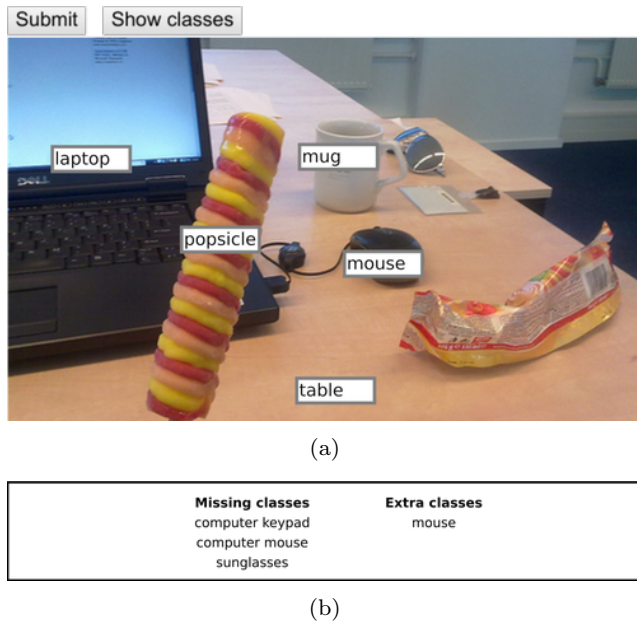 Submit Show classes
laptop
mug
popsicle
mouse
table
DELL
(a)
Missing classes Extra classes
computer keypad mouse
computer mouse
sunglasses
(b)